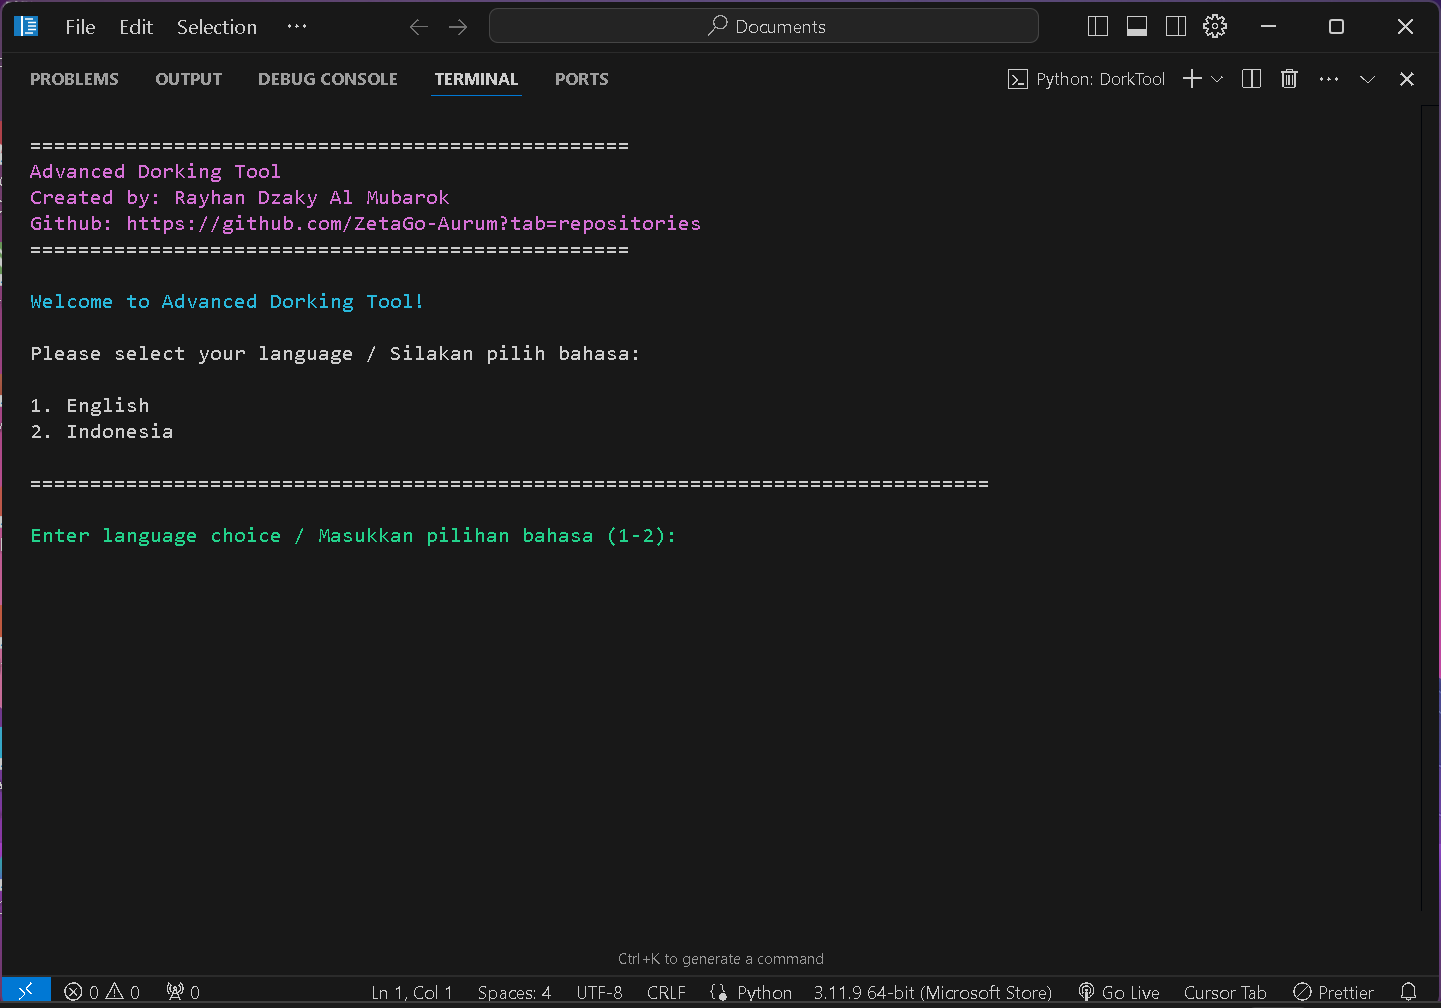 File Edit Selection ··· Documents
PROBLEMS OUTPUT DEBUG CONSOLE TERMINAL PORTS Python: DorkTool
==================================================
Advanced Dorking Tool
Created by: Rayhan Dzaky Al Mubarok
Github: https://github.com/ZetaGo-Aurum?tab=repositories
==================================================
Welcome to Advanced Dorking Tool!
Please select your language / Silakan pilih bahasa:
1. English
2. Indonesia
================================================================================
Enter language choice / Masukkan pilihan bahasa (1-2):
Ctrl+K to generate a command
0 0 0 Ln 1, Col 1 Spaces: 4 UTF-8 CRLF Python 3.11.9 64-bit (Microsoft Store) Go Live Cursor Tab Prettier